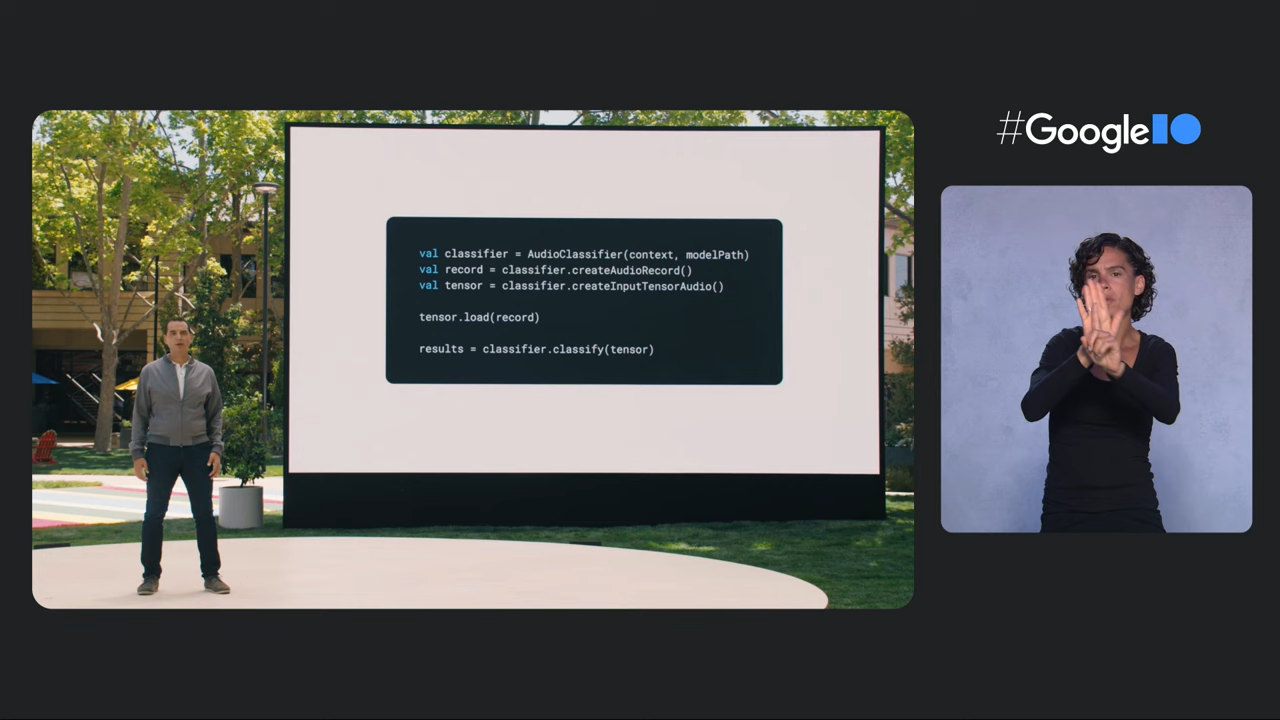 #GoogleIO
val classifier = AudioClassifier(context, modelPath)
val record = classifier.createAudioRecord()
val tensor = classifier.createInputTensorAudio()
tensor.load(record)
results = classifier.classify(tensor)